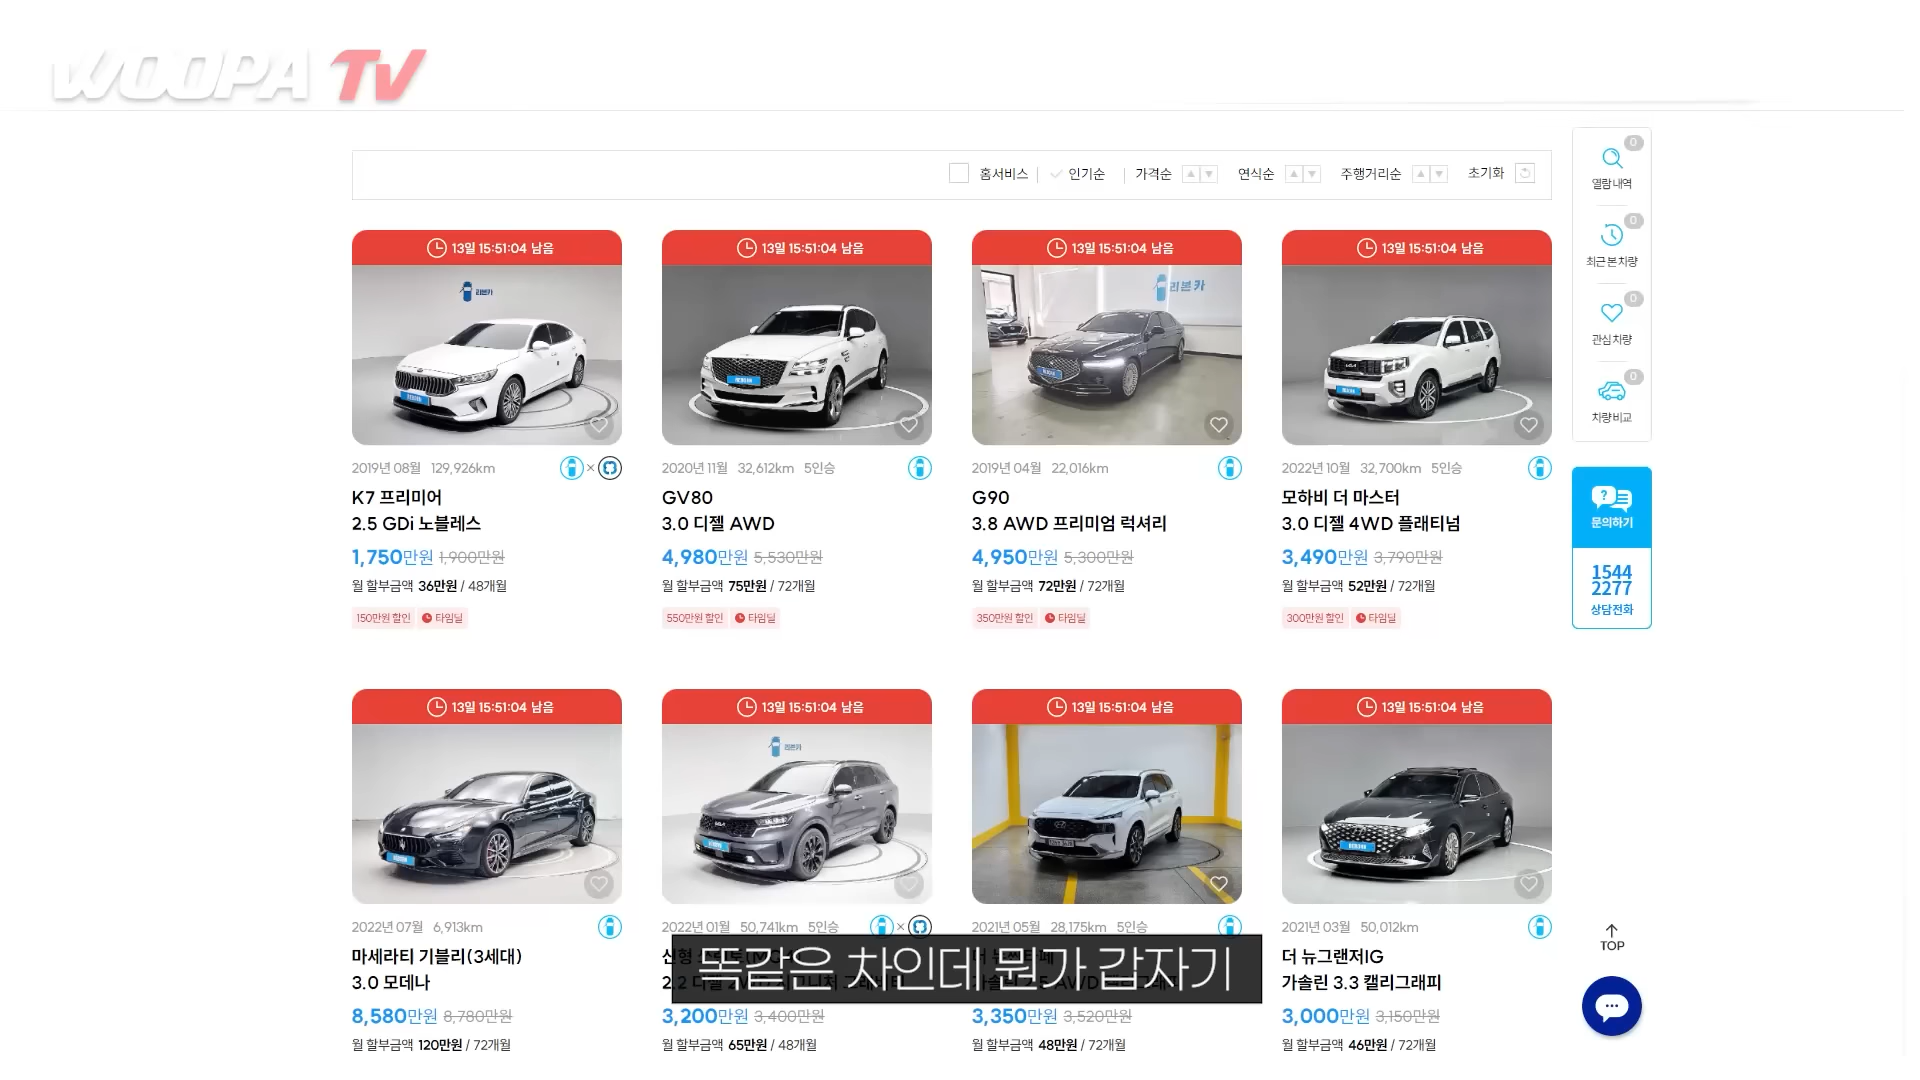 WOOPA TV
홈서비스
인기순
가격순
연식순
주행거리순
초기화
13일 15:51:04 남음
리본카
2019년 08월 129,926km
K7 프리미어
2.5 GDi 노블레스
1,750만원 1,900만원
월 할부금액 36만원 / 48개월
150만원 할인 타임딜
13일 15:51:04 남음
2020년 11월 32,612km 5인승
GV80
3.0 디젤 AWD
4,980만원 5,530만원
월 할부금액 75만원 / 72개월
550만원 할인 타임딜
13일 15:51:04 남음
리본카
2019년 04월 22,016km
G90
3.8 AWD 프리미엄 럭셔리
4,950만원 5,300만원
월 할부금액 72만원 / 72개월
350만원 할인 타임딜
13일 15:51:04 남음
2022년 10월 32,700km 5인승
모하비 더 마스터
3.0 디젤 4WD 플래티넘
3,490만원 3,790만원
월 할부금액 52만원 / 72개월
300만원 할인 타임딜
13일 15:51:04 남음
2022년 07월 6,913km
마세라티 기블리(3세대)
3.0 모데나
8,580만원 8,780만원
월 할부금액 120만원 / 72개월
13일 15:51:04 남음
리본카
2022년 01월 50,741km 5인승
3,200만원 3,400만원
월 할부금액 65만원 / 48개월
13일 15:51:04 남음
2021년 05월 28,175km 5인승
3,350만원 3,520만원
월 할부금액 48만원 / 72개월
13일 15:51:04 남음
2021년 03월 50,012km
더 뉴그랜저IG
가솔린 3.3 캘리그래피
3,000만원 3,150만원
월 할부금액 46만원 / 72개월
똑같은 차인데 뭔가 갑자기
0
열람내역
0
최근 본 차량
0
관심차량
0
차량비교
문의하기
1544
2277
상담전화
TOP